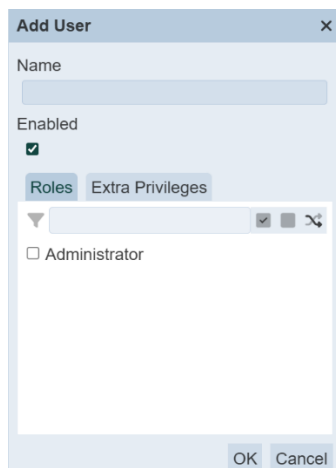 Add User
Name
Enabled
Roles Extra Privileges
Administrator
OK Cancel